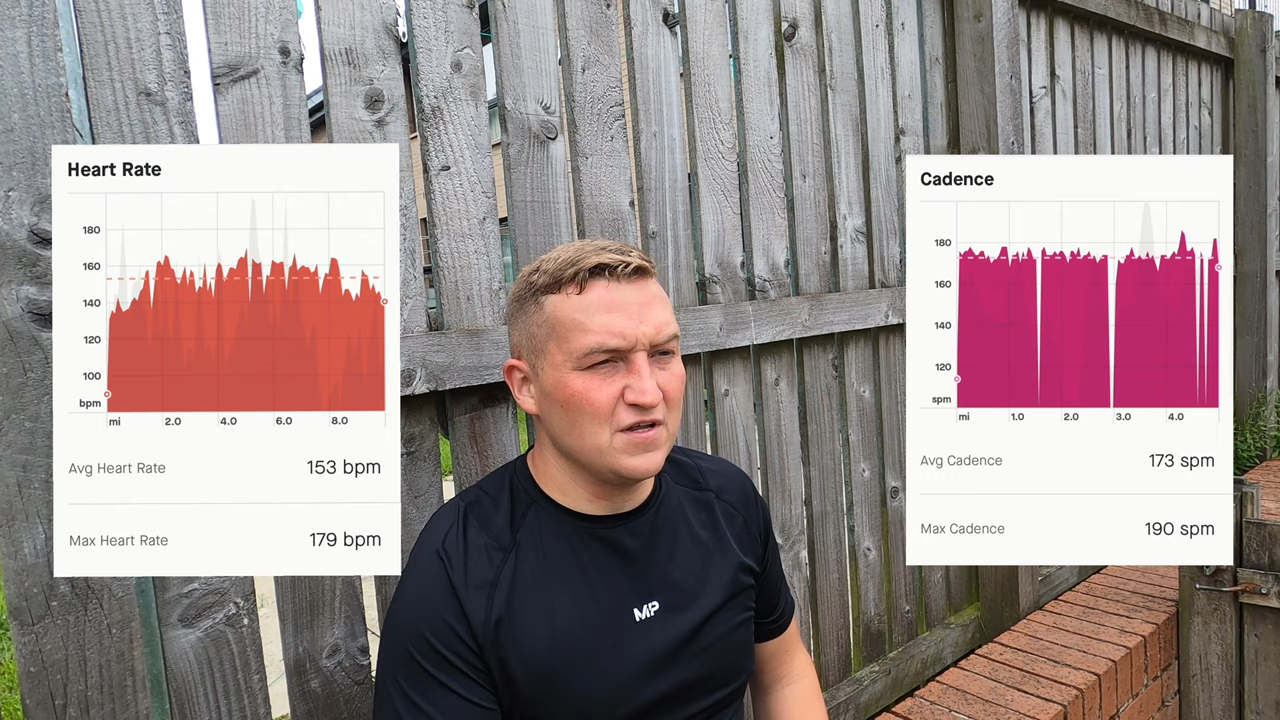 Heart Rate
180
160
140
120
100
bpm
mi 2.0 4.0 6.0 8.0
Avg Heart Rate 153 bpm
Max Heart Rate 179 bpm
MP
Cadence
180
160
140
120
spm
mi 1.0 2.0 3.0 4.0
Avg Cadence 173 spm
Max Cadence 190 spm